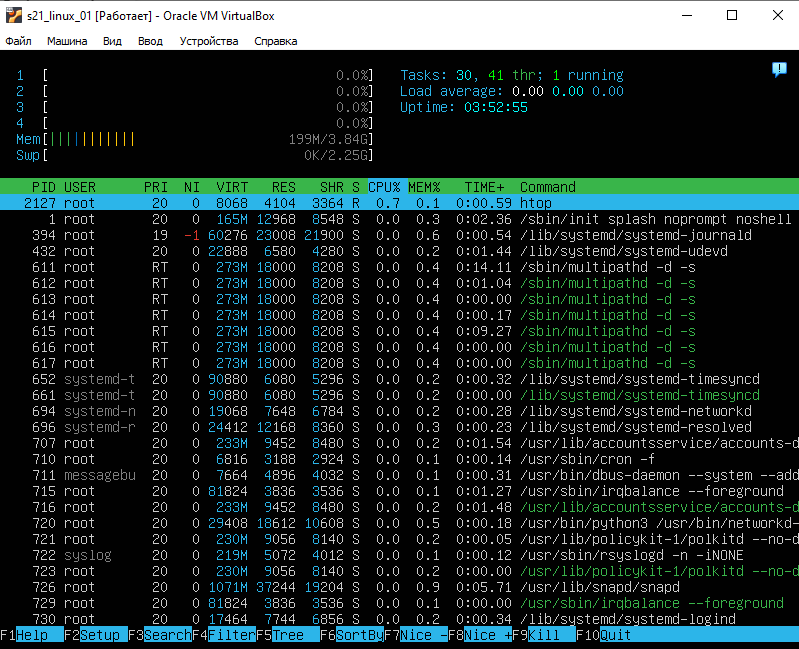 s21_linux_01 [Работает] - Oracle VM VirtualBox
Файл Машина Вид Ввод Устройства Справка
1 [ 0.0%] Tasks: 30, 41 thr; 1 running
2 [ 0.0%] Load average: 0.00 0.00 0.00
3 [ 0.0%] Uptime: 03:52:55
4 [ 0.0%]
Mem[||||||||||| 199M/3.84G]
Swp[ 0K/2.25G]
PID USER PRI NI VIRT RES SHR S CPU% MEM% TIME+ Command
2127 root 20 0 8068 4104 3364 R 0.7 0.1 0:00.59 htop
1 root 20 0 165M 12968 8548 S 0.0 0.3 0:02.36 /sbin/init splash noprompt noshell
394 root 19 -1 60276 23008 21900 S 0.0 0.6 0:00.54 /lib/systemd/systemd-journald
432 root 20 0 22888 6580 4280 S 0.0 0.2 0:01.44 /lib/systemd/systemd-udevd
611 root RT 0 273M 18000 8208 S 0.0 0.4 0:14.11 /sbin/multipathd -d -s
612 root RT 0 273M 18000 8208 S 0.0 0.4 0:01.04 /sbin/multipathd -d -s
613 root RT 0 273M 18000 8208 S 0.0 0.4 0:00.00 /sbin/multipathd -d -s
614 root RT 0 273M 18000 8208 S 0.0 0.4 0:00.17 /sbin/multipathd -d -s
615 root RT 0 273M 18000 8208 S 0.0 0.4 0:09.27 /sbin/multipathd -d -s
616 root RT 0 273M 18000 8208 S 0.0 0.4 0:00.00 /sbin/multipathd -d -s
617 root RT 0 273M 18000 8208 S 0.0 0.4 0:00.00 /sbin/multipathd -d -s
652 systemd-t 20 0 90880 6080 5296 S 0.0 0.2 0:00.32 /lib/systemd/systemd-timesyncd
661 systemd-t 20 0 90880 6080 5296 S 0.0 0.2 0:00.00 /lib/systemd/systemd-timesyncd
694 systemd-n 20 0 19068 7648 6784 S 0.0 0.2 0:00.28 /lib/systemd/systemd-networkd
696 systemd-r 20 0 24412 12168 8360 S 0.0 0.3 0:00.23 /lib/systemd/systemd-resolved
707 root 20 0 233M 9452 8480 S 0.0 0.2 0:01.54 /usr/lib/accountsservice/accounts-d
710 root 20 0 6816 3188 2924 S 0.0 0.1 0:00.14 /usr/sbin/cron -f
711 messagebu 20 0 7664 4896 4032 S 0.0 0.1 0:00.31 /usr/bin/dbus-daemon --system --add
715 root 20 0 81824 3836 3536 S 0.0 0.1 0:01.27 /usr/sbin/irqbalance --foreground
716 root 20 0 233M 9452 8480 S 0.0 0.2 0:01.48 /usr/lib/accountsservice/accounts-d
720 root 20 0 29408 18612 10608 S 0.0 0.5 0:00.18 /usr/bin/python3 /usr/bin/networkd-
721 root 20 0 230M 9056 8140 S 0.0 0.2 0:00.05 /usr/lib/policykit-1/polkitd --no-d
722 syslog 20 0 219M 5072 4012 S 0.0 0.1 0:00.12 /usr/sbin/rsyslogd -n -iNONE
723 root 20 0 230M 9056 8140 S 0.0 0.2 0:00.00 /usr/lib/policykit-1/polkitd --no-d
726 root 20 0 1071M 37244 19204 S 0.0 0.9 0:05.71 /usr/lib/snapd/snapd
729 root 20 0 81824 3836 3536 S 0.0 0.1 0:00.00 /usr/sbin/irqbalance --foreground
730 root 20 0 17464 7744 6856 S 0.0 0.2 0:00.34 /lib/systemd/systemd-logind
F1Help F2Setup F3SearchF4FilterF5Tree F6SortByF7Nice -F8Nice +F9Kill F10Quit